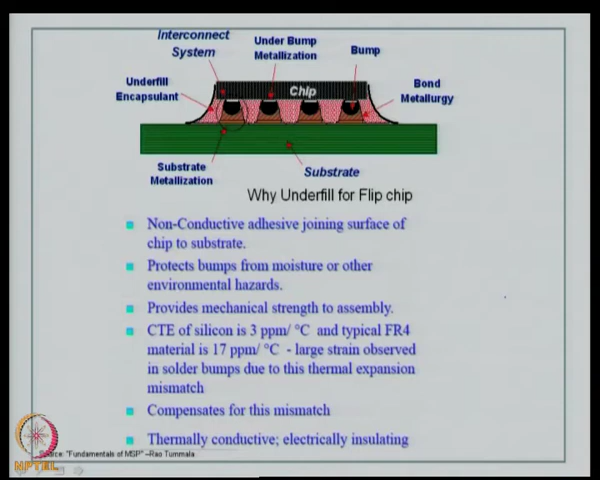 Interconnect
System
Under Bump
Metallization
Bump
Underfill
Encapsulant
Chip
Bond
Metallurgy
Substrate
Metallization
Substrate
Why Underfill for Flip chip
Non-Conductive adhesive joining surface of
chip to substrate.
Protects bumps from moisture or other
environmental hazards.
Provides mechanical strength to assembly.
CTE of silicon is 3 ppm/ °C and typical FR4
material is 17 ppm/ °C - large strain observed
in solder bumps due to this thermal expansion
mismatch
Compensates for this mismatch
Thermally conductive; electrically insulating
Source: "Fundamentals of MSP" –Rao Tummala
NPTEL